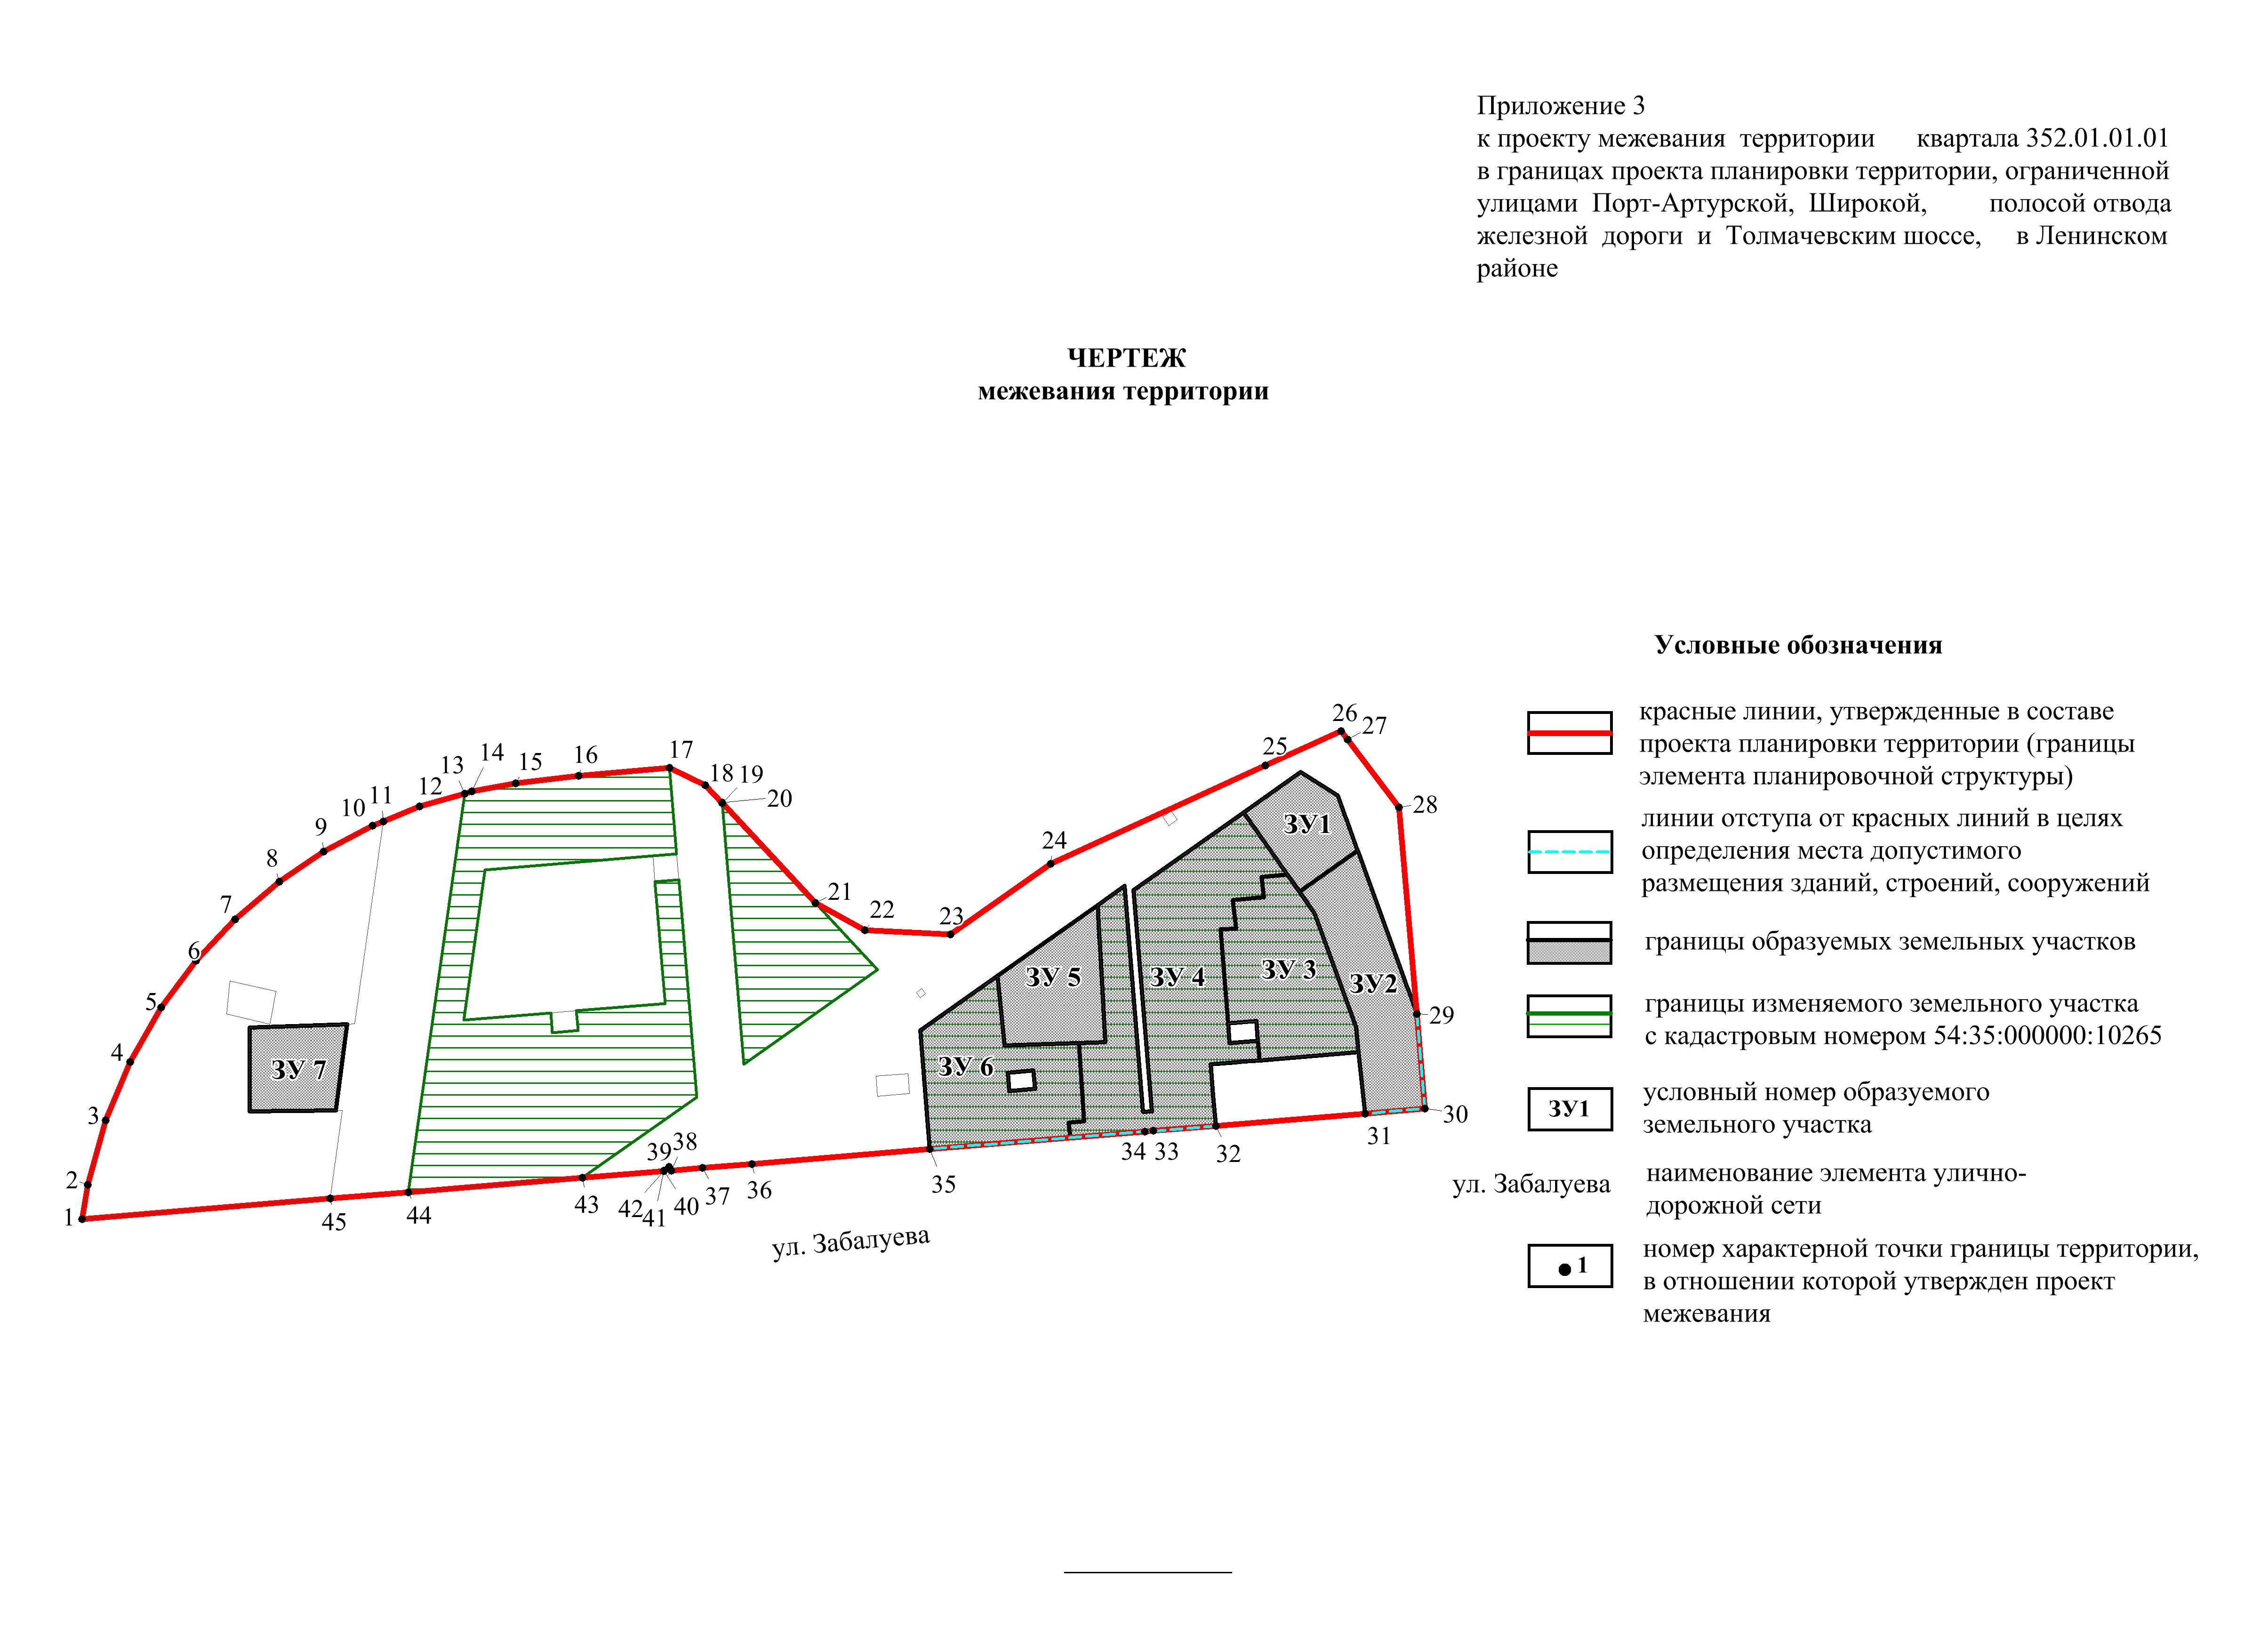 Приложение 3
к проекту межевания территории квартала 352.01.01.01
в границах проекта планировки территории, ограниченной
улицами Порт-Артурской, Широкой, полосой отвода
железной дороги и Толмачевским шоссе, в Ленинском
районе
ЧЕРТЕЖ
межевания территории
Условные обозначения
красные линии, утвержденные в составе
проекта планировки территории (границы
элемента планировочной структуры)
линии отступа от красных линий в целях
определения места допустимого
размещения зданий, строений, сооружений
границы образуемых земельных участков
границы изменяемого земельного участка
с кадастровым номером 54:35:000000:10265
ЗУ1
условный номер образуемого
земельного участка
ул. Забалуева
наименование элемента улично-
дорожной сети
1
номер характерной точки границы территории,
в отношении которой утвержден проект
межевания
1
2
3
4
5
6
7
8
9
10
11
12
13
14
15
16
17
18
19
20
21
22
23
24
25
26
27
28
29
30
31
32
33
34
35
36
37
38
39
40
41
42
43
44
45
ЗУ1
ЗУ2
ЗУ 3
ЗУ 4
ЗУ 5
ЗУ 6
ЗУ 7
ул. Забалуева